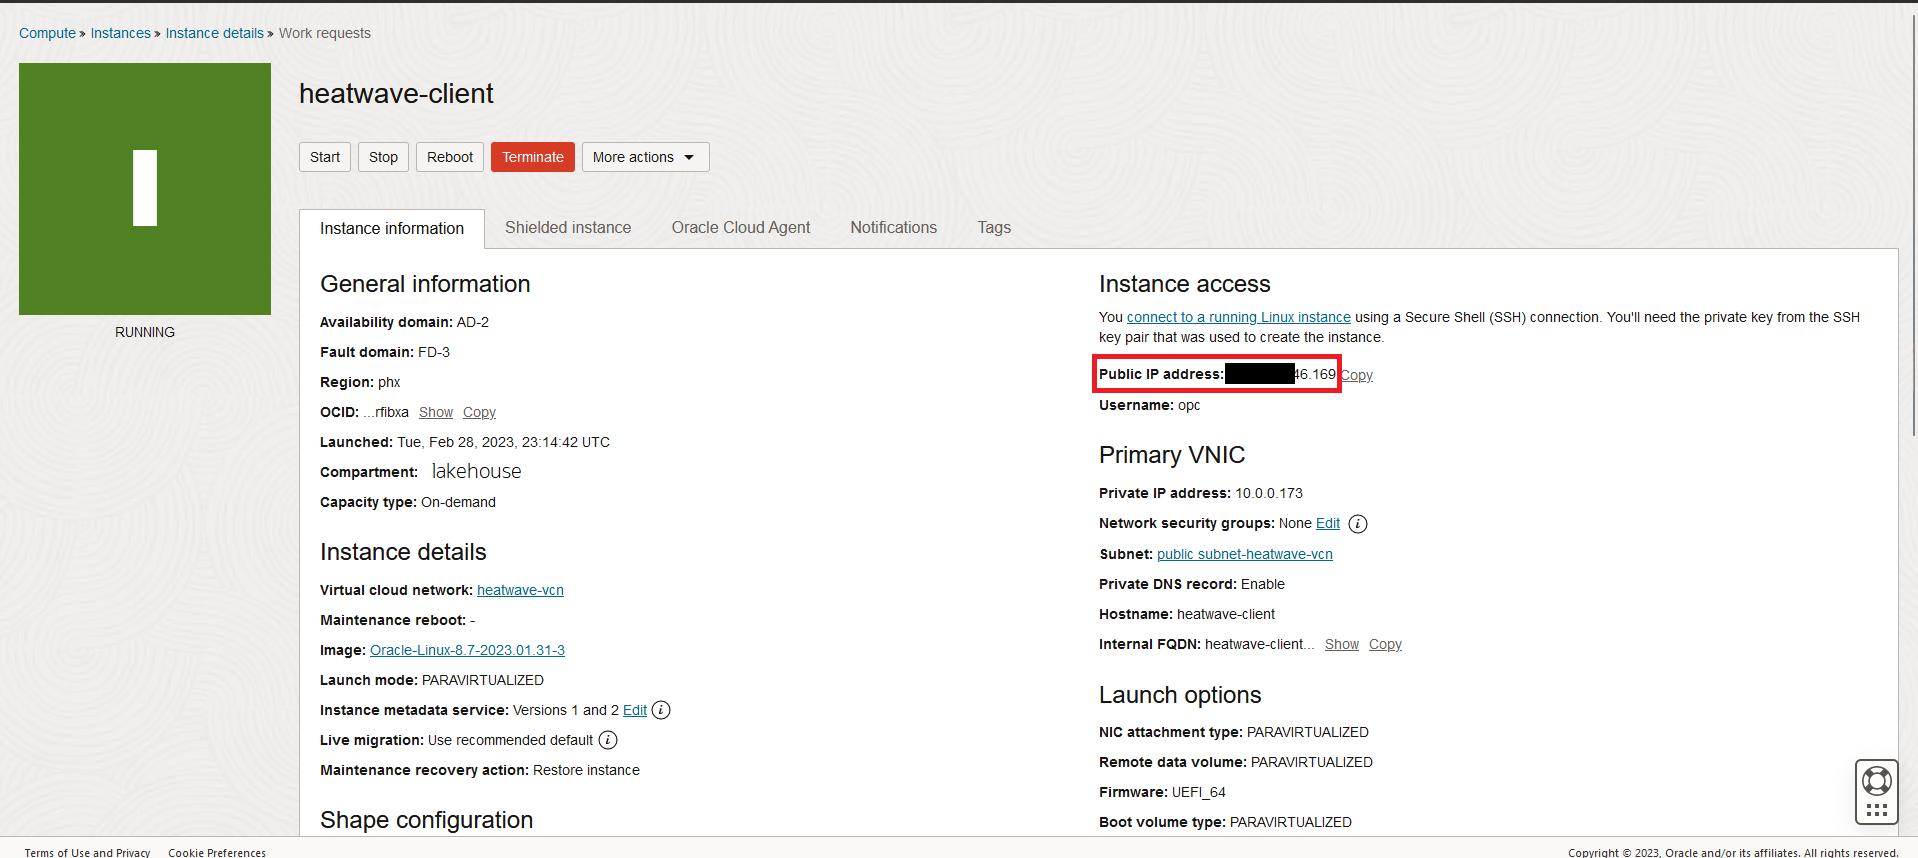 Compute » Instances » Instance details » Work requests
RUNNING
heatwave-client
Start Stop Reboot Terminate More actions
Instance information Shielded instance Oracle Cloud Agent Notifications Tags
General information
Availability domain: AD-2
Fault domain: FD-3
Region: phx
OCID: ...rfibxa Show Copy
Launched: Tue, Feb 28, 2023, 23:14:42 UTC
Compartment: lakehouse
Capacity type: On-demand
Instance details
Virtual cloud network: heatwave-vcn
Maintenance reboot: -
Image: Oracle-Linux-8.7-2023.01.31-3
Launch mode: PARAVIRTUALIZED
Instance metadata service: Versions 1 and 2 Edit i
Live migration: Use recommended default i
Maintenance recovery action: Restore instance
Shape configuration
Instance access
You connect to a running Linux instance using a Secure Shell (SSH) connection. You'll need the private key from the SSH
key pair that was used to create the instance.
Public IP address: 46.169 Copy
Username: opc
Primary VNIC
Private IP address: 10.0.0.173
Network security groups: None Edit i
Subnet: public subnet-heatwave-vcn
Private DNS record: Enable
Hostname: heatwave-client
Internal FQDN: heatwave-client... Show Copy
Launch options
NIC attachment type: PARAVIRTUALIZED
Remote data volume: PARAVIRTUALIZED
Firmware: UEFI_64
Boot volume type: PARAVIRTUALIZED
Terms of Use and Privacy Cookie Preferences
Copyright © 2023, Oracle and/or its affiliates. All rights reserved.